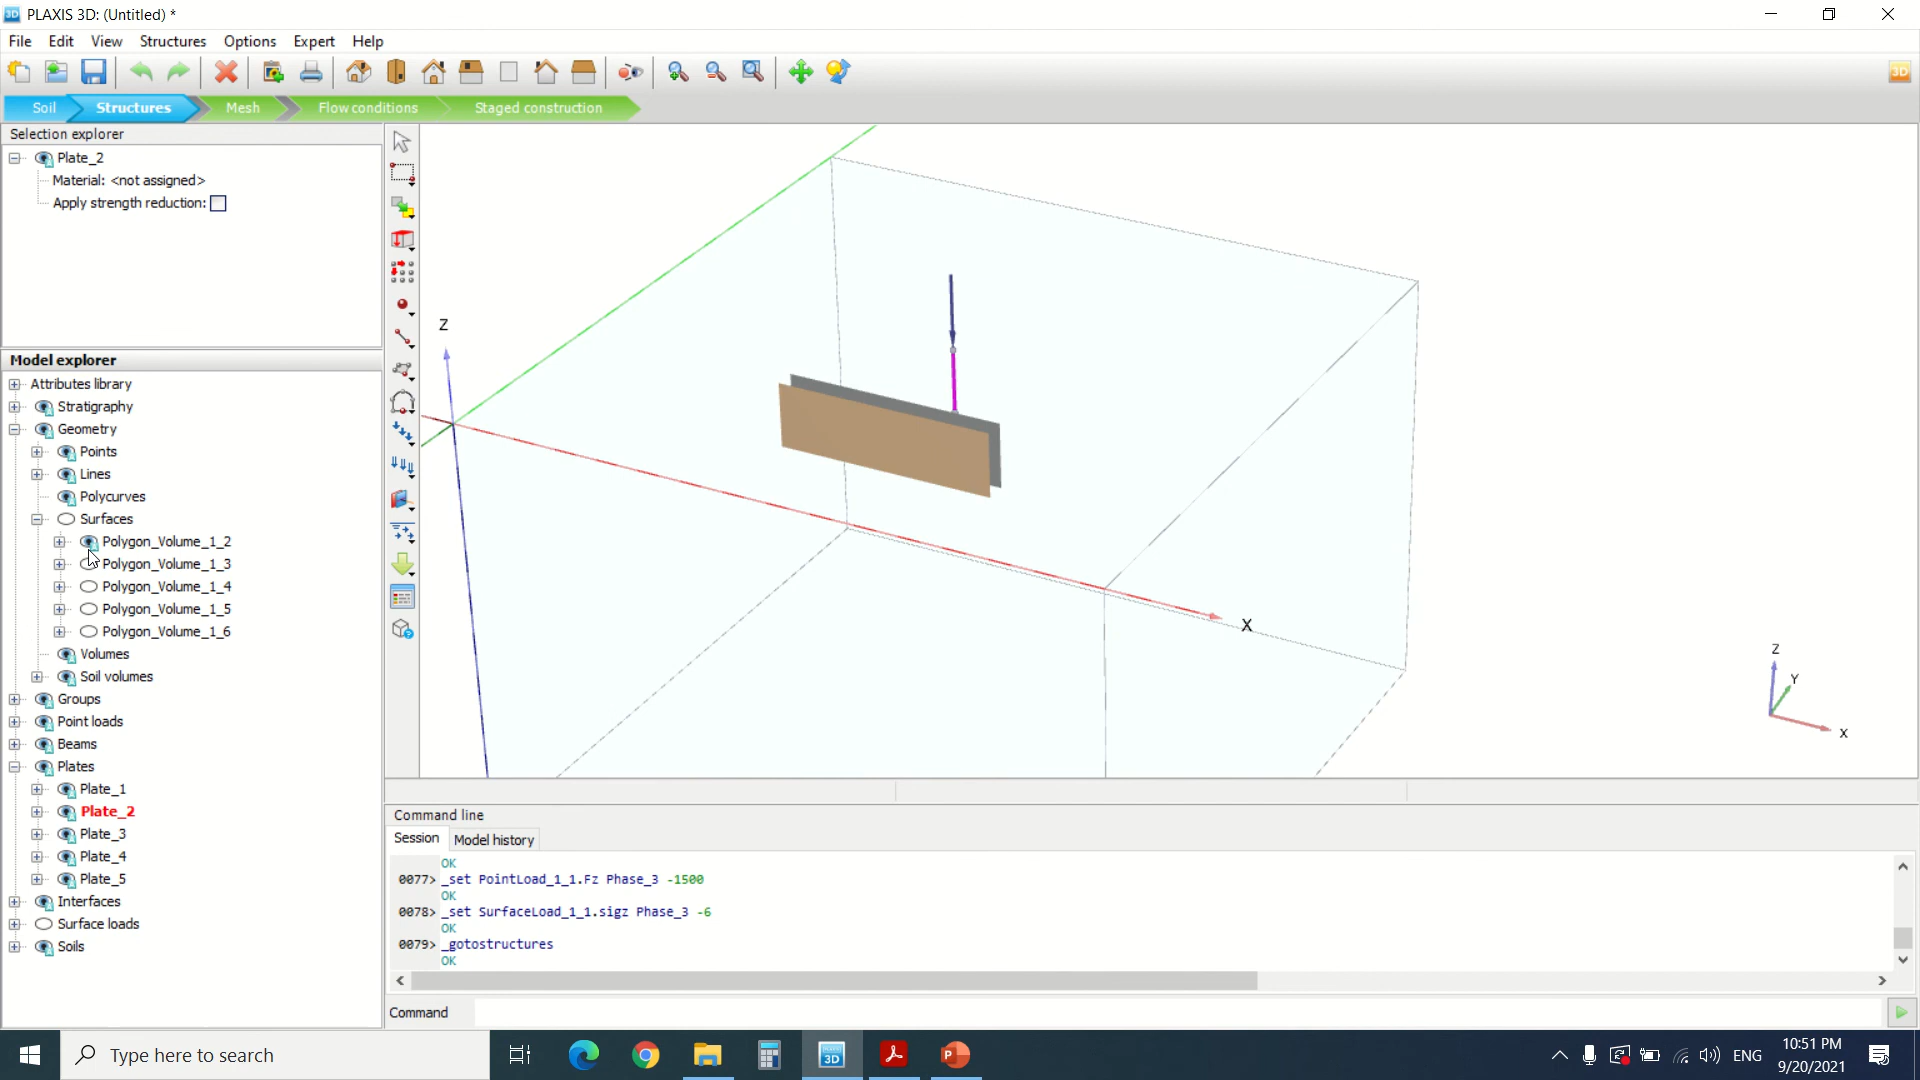 PLAXIS 3D: (Untitled) *
File Edit View Structures Options Expert Help
Soil Structures Mesh Flow conditions Staged construction
Selection explorer
Plate_2
Material: <not assigned>
Apply strength reduction:
Model explorer
Attributes library
Stratigraphy
Geometry
Points
Lines
Polycurves
Surfaces
Polygon_Volume_1_2
Polygon_Volume_1_3
Polygon_Volume_1_4
Polygon_Volume_1_5
Polygon_Volume_1_6
Volumes
Soil volumes
Groups
Point loads
Beams
Plates
Plate_1
Plate_2
Plate_3
Plate_4
Plate_5
Interfaces
Surface loads
Soils
Z
X
Z
Y
X
Command line
Session Model history
OK
0077> _set PointLoad_1_1.Fz Phase_3 -1500
OK
0078> _set SurfaceLoad_1_1.sigz Phase_3 -6
OK
0079> _gotostructures
OK
Command
Type here to search
3D
P
ENG
10:51 PM
9/20/2021